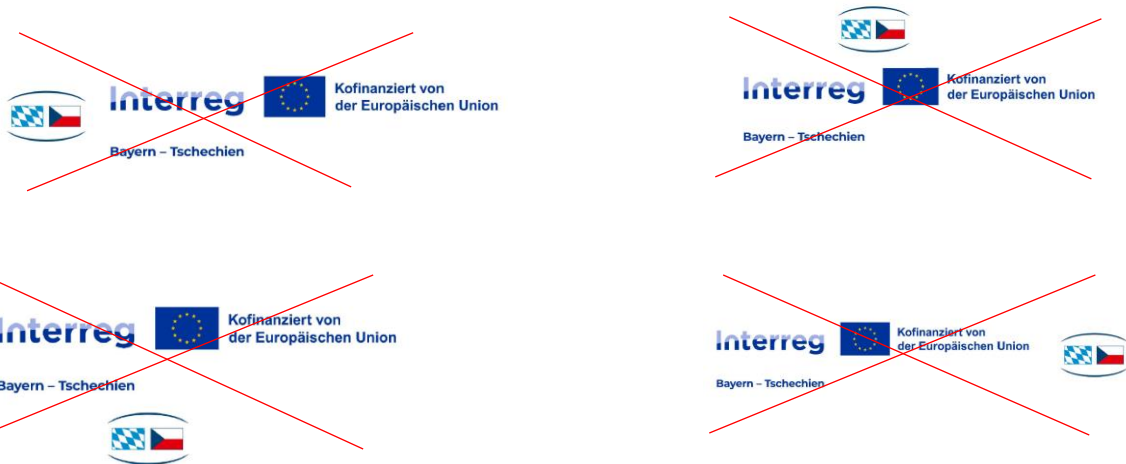 Interreg
Kofinanziert von
der Europäischen Union
Bayern – Tschechien
Interreg
Kofinanziert von
der Europäischen Union
Bayern – Tschechien
Interreg
Kofinanziert von
der Europäischen Union
Bayern – Tschechien
Interreg
Kofinanziert von
der Europäischen Union
Bayern – Tschechien